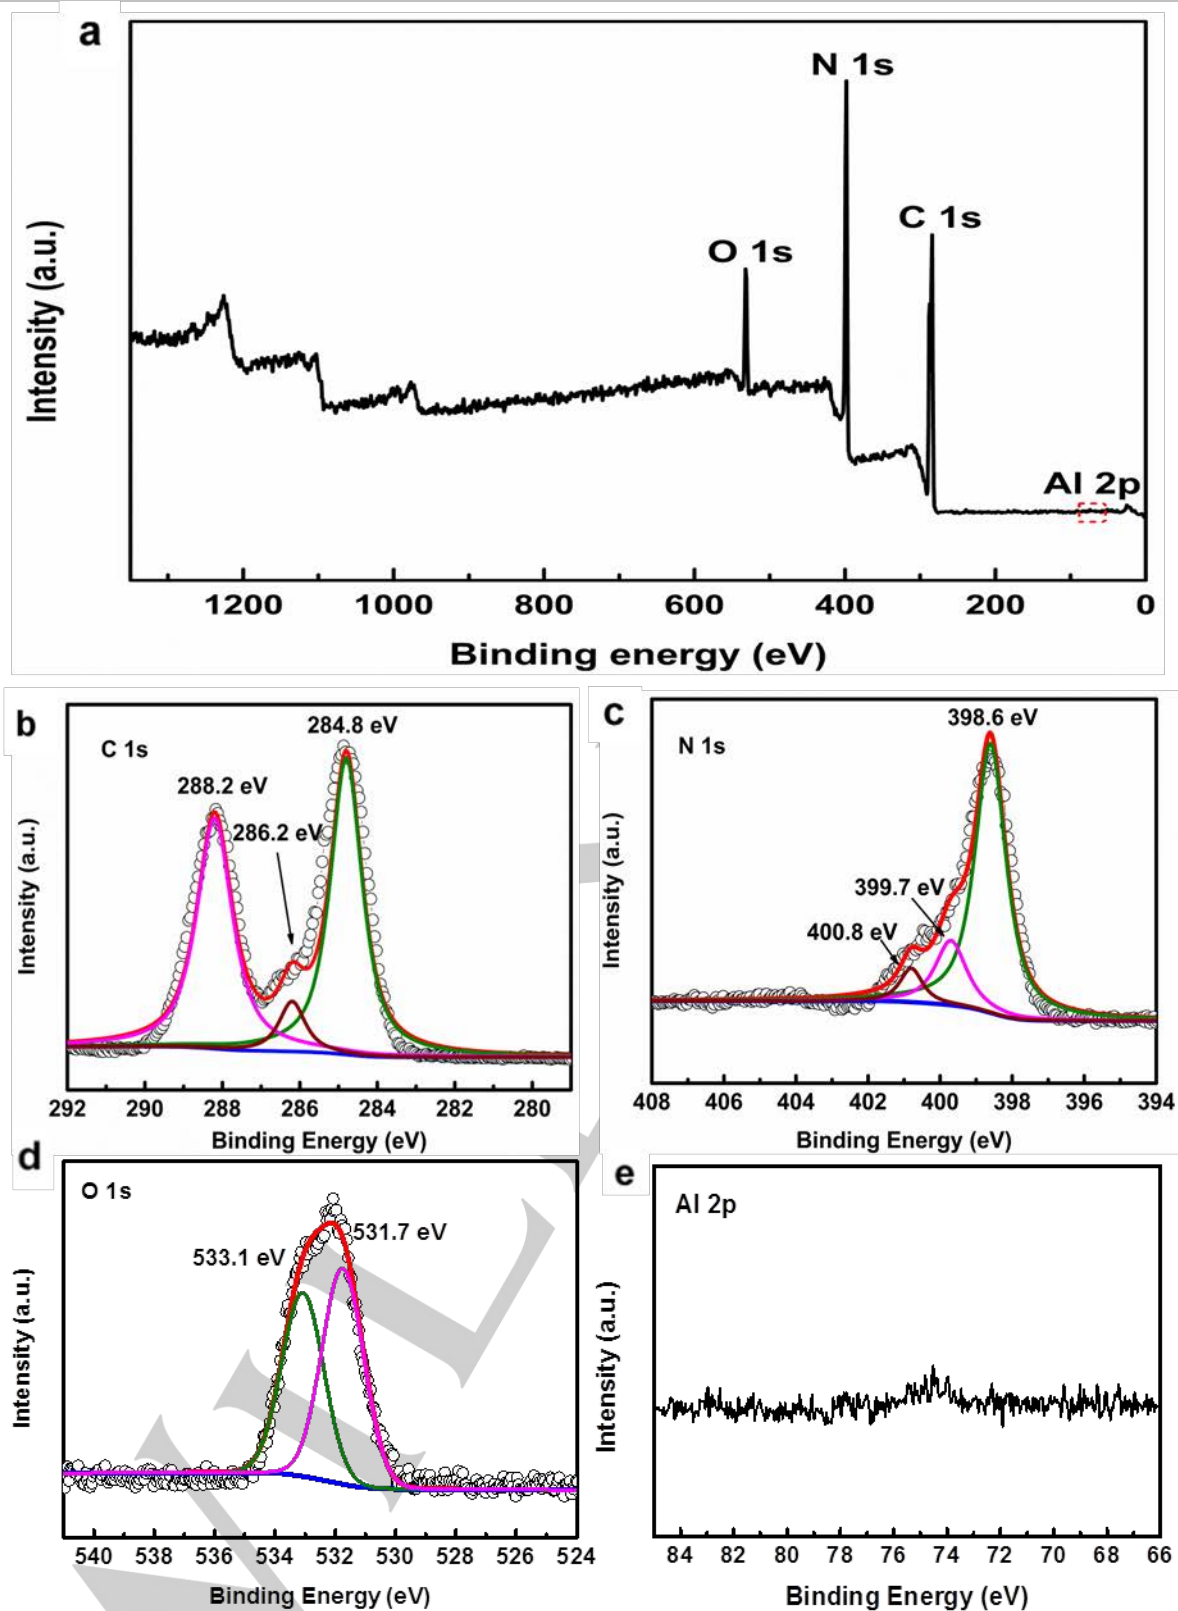 a
N 1s
C 1s
O 1s
Al 2p
Intensity (a.u.)
1200 1000 800 600 400 200 0
Binding energy (eV)
b
C 1s
284.8 eV
288.2 eV
286.2 eV
Intensity (a.u.)
292 290 288 286 284 282 280
Binding Energy (eV)
c
N 1s
398.6 eV
399.7 eV
400.8 eV
Intensity (a.u.)
408 406 404 402 400 398 396 394
Binding Energy (eV)
d
O 1s
531.7 eV
533.1 eV
Intensity (a.u.)
540 538 536 534 532 530 528 526 524
Binding Energy (eV)
e
Al 2p
Intensity (a.u.)
84 82 80 78 76 74 72 70 68 66
Binding Energy (eV)